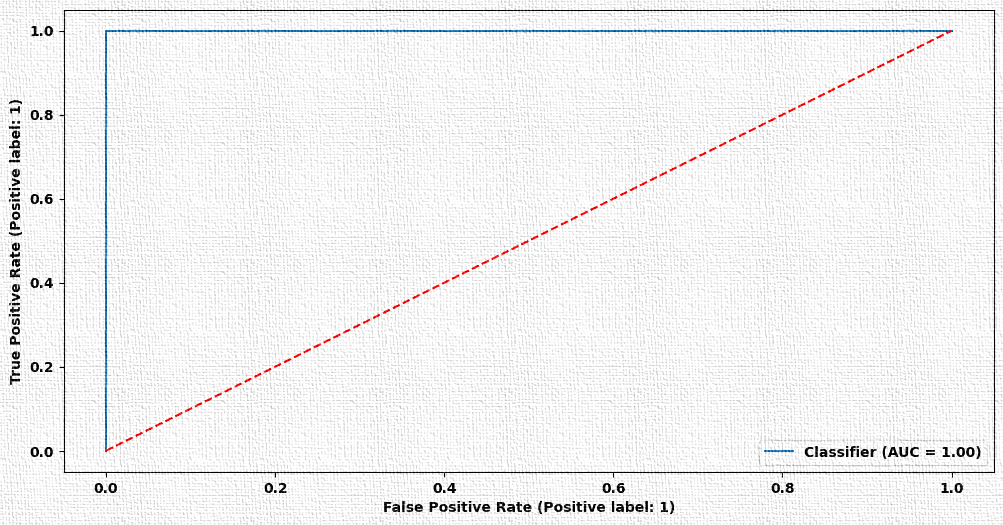 1.0
0.8
0.6
0.4
0.2
0.0
True Positive Rate (Positive label: 1)
Classifier (AUC = 1.00)
0.0 0.2 0.4 0.6 0.8 1.0
False Positive Rate (Positive label: 1)